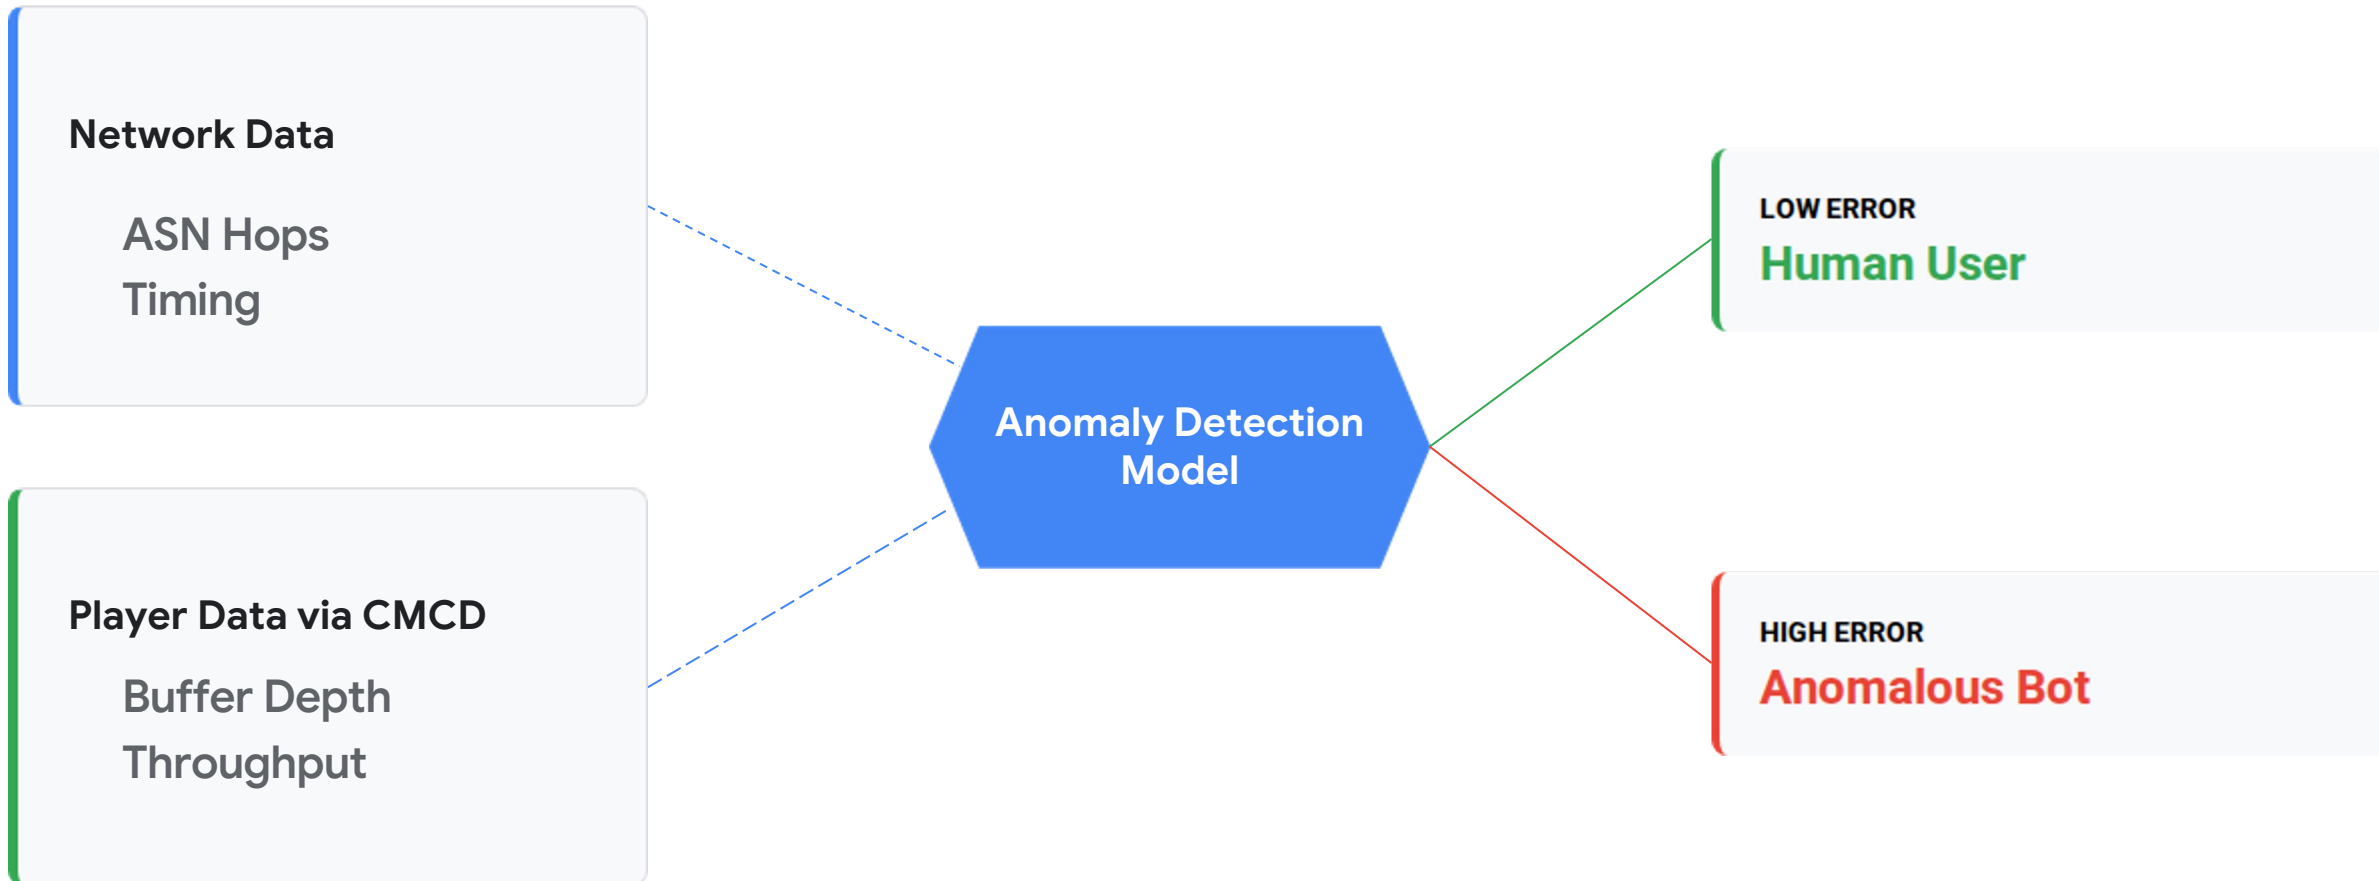 Network Data
ASN Hops
Timing
Player Data via CMCD
Buffer Depth
Throughput
Anomaly Detection
Model
LOW ERROR
Human User
HIGH ERROR
Anomalous Bot